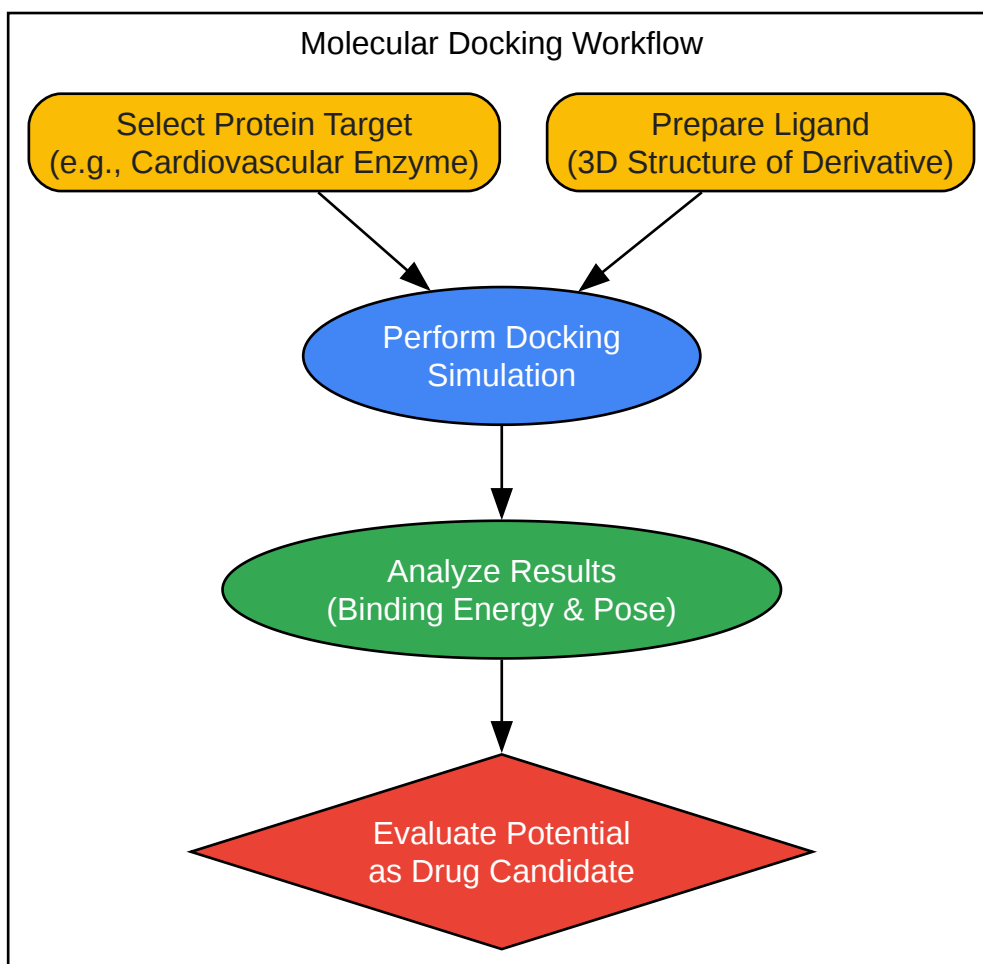 Molecular Docking Workflow
Select Protein Target
(e.g., Cardiovascular Enzyme)
Prepare Ligand
(3D Structure of Derivative)
Perform Docking
Simulation
Analyze Results
(Binding Energy & Pose)
Evaluate Potential
as Drug Candidate